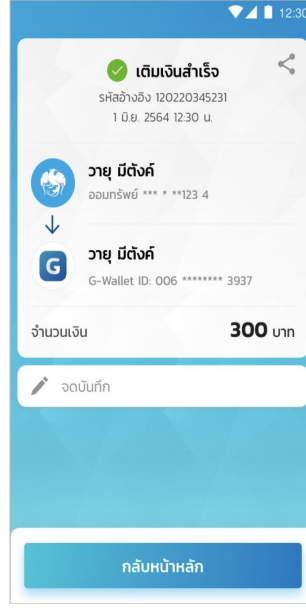 12:30
เติมเงินสำเร็จ
รหัสอ้างอิง 120220345231
1 มิ.ย. 2564 12:30 น.
วายุ มีตังค์
ออมทรัพย์ *** * **123 4
วายุ มีตังค์
G
G-Wallet ID: 006 ******** 3937
จำนวนเงิน 300 บาท
จดบันทึก
กลับหน้าหลัก